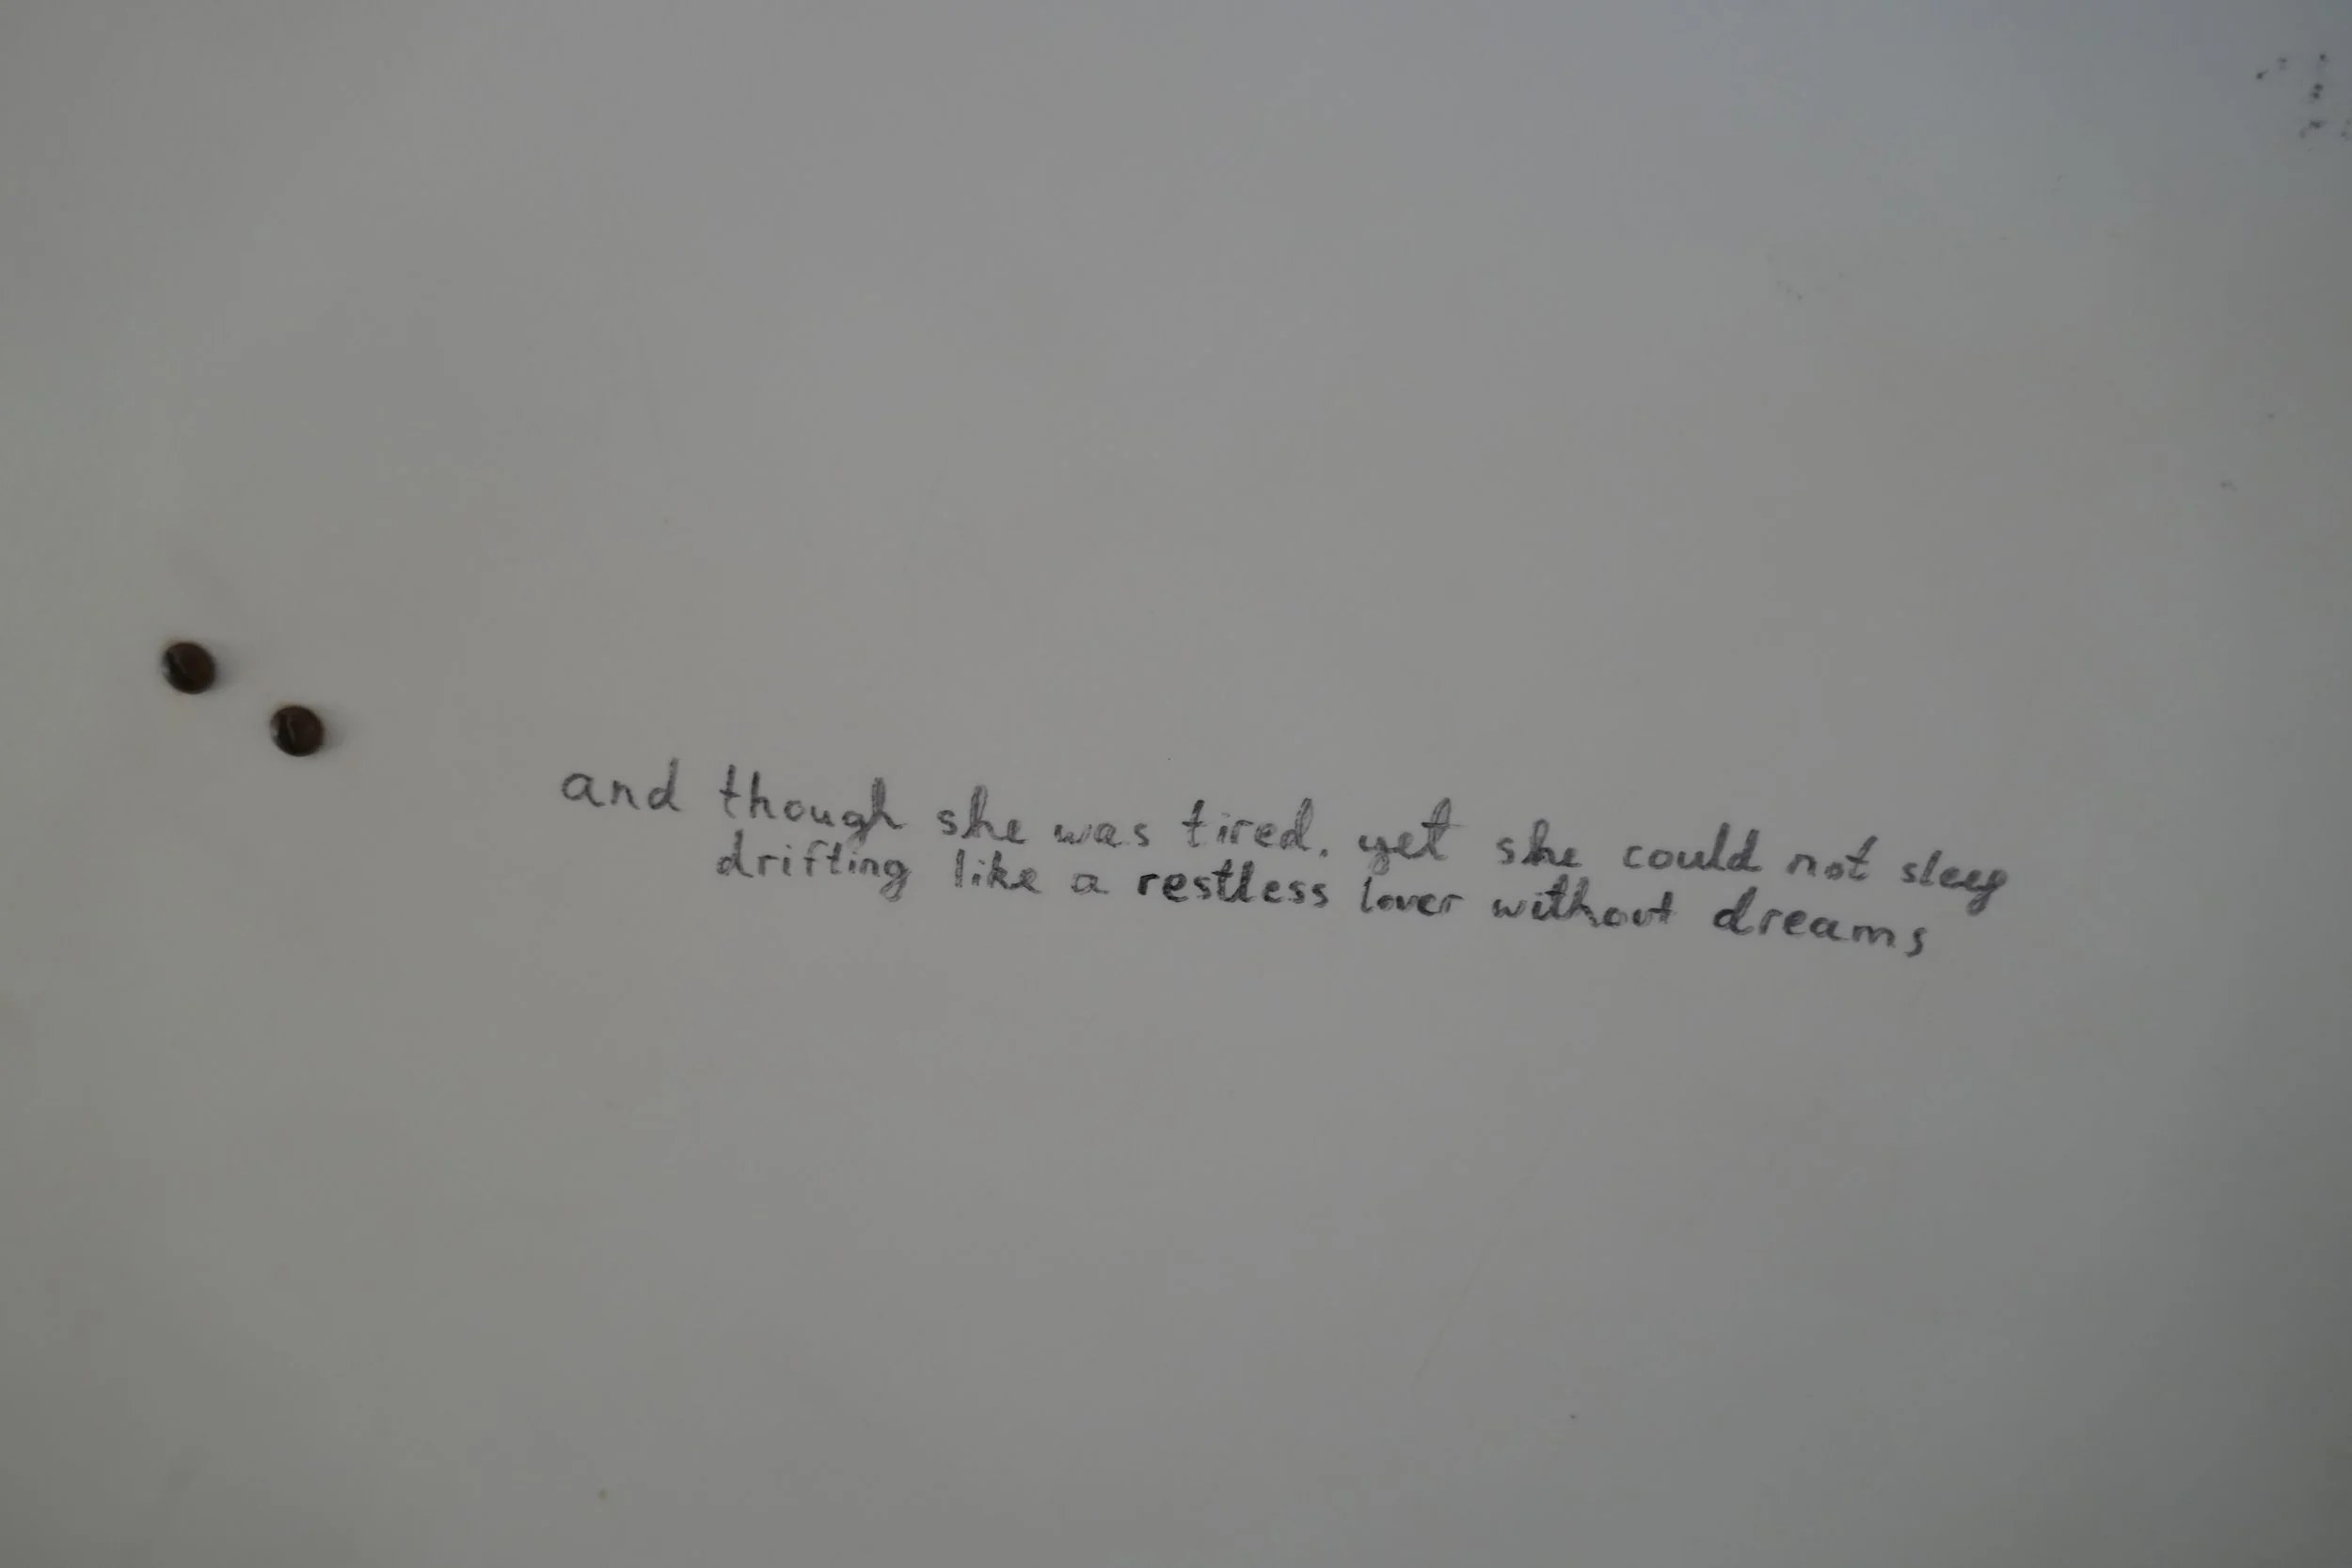 and though she was tired. yet she could not sleep
drifting like a restless lover without dreams